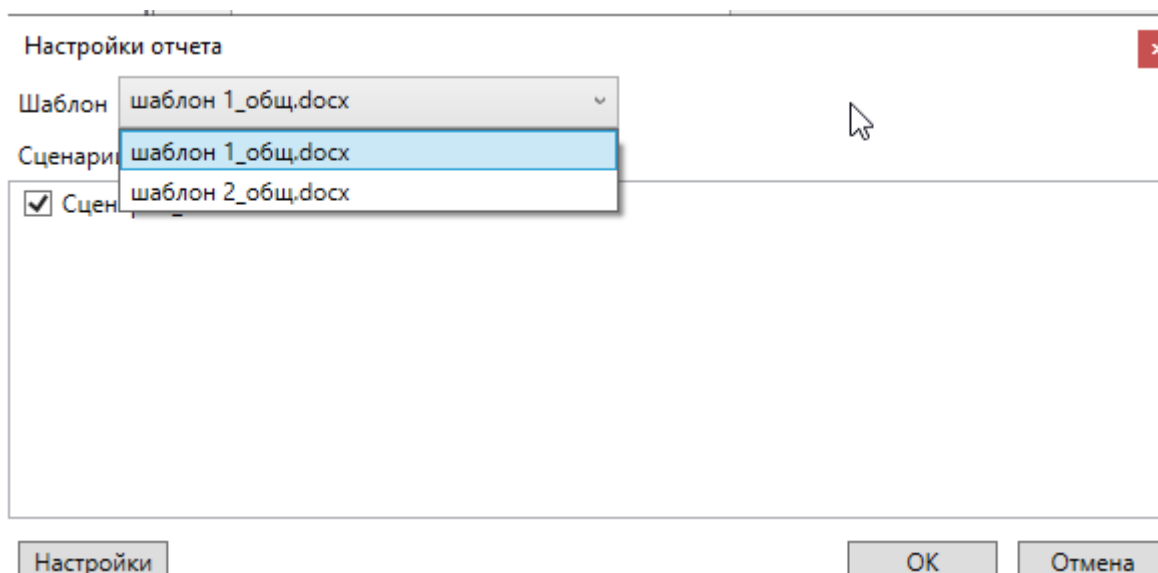 Настройки отчета
Шаблон шаблон 1_общ.docx
шаблон 1_общ.docx
шаблон 2_общ.docx
Настройки OK Отмена